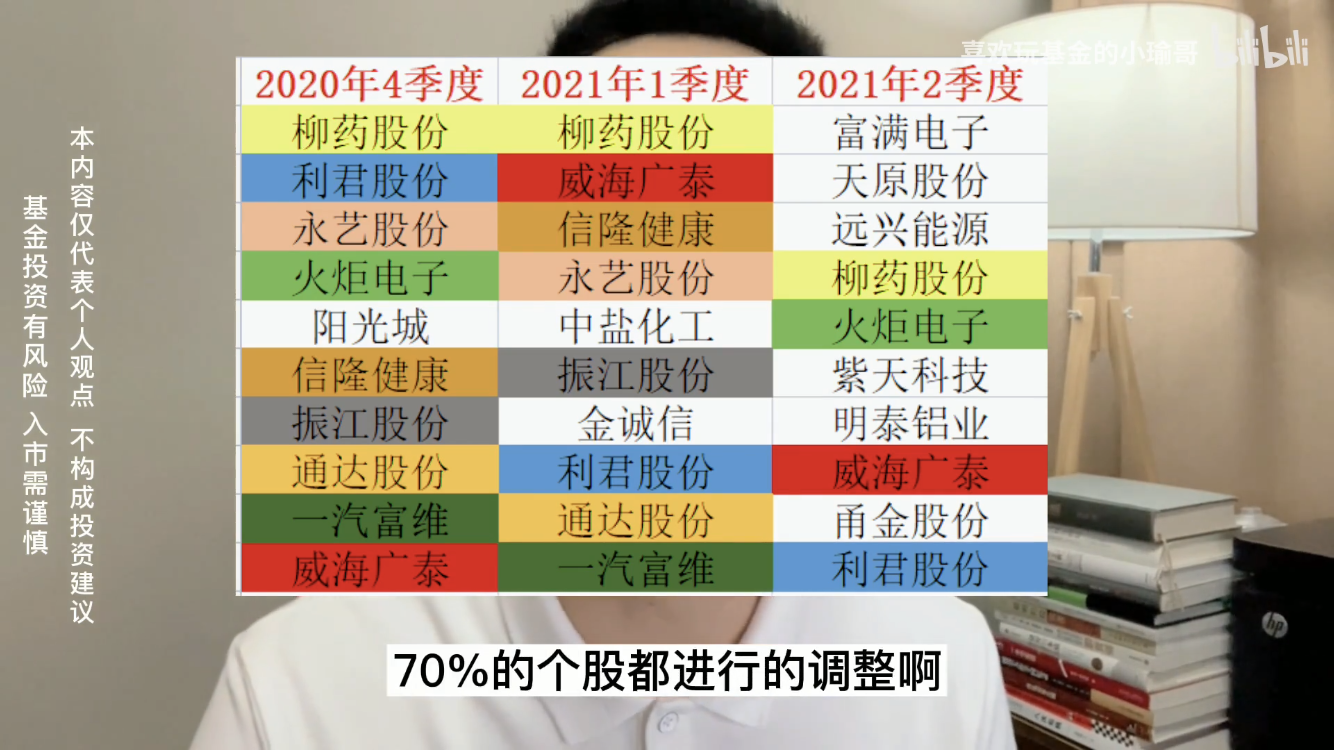 喜欢玩基金的小瑜哥 bilibili
本内容仅代表个人观点 不构成投资建议
基金投资有风险 入市需谨慎
2020年4季度 2021年1季度 2021年2季度
柳药股份 柳药股份 富满电子
利君股份 威海广泰 天原股份
永艺股份 信隆健康 远兴能源
火炬电子 永艺股份 柳药股份
阳光城 中盐化工 火炬电子
信隆健康 振江股份 紫天科技
振江股份 金诚信 明泰铝业
通达股份 利君股份 威海广泰
一汽富维 通达股份 甬金股份
威海广泰 一汽富维 利君股份
70%的个股都进行的调整啊
hp